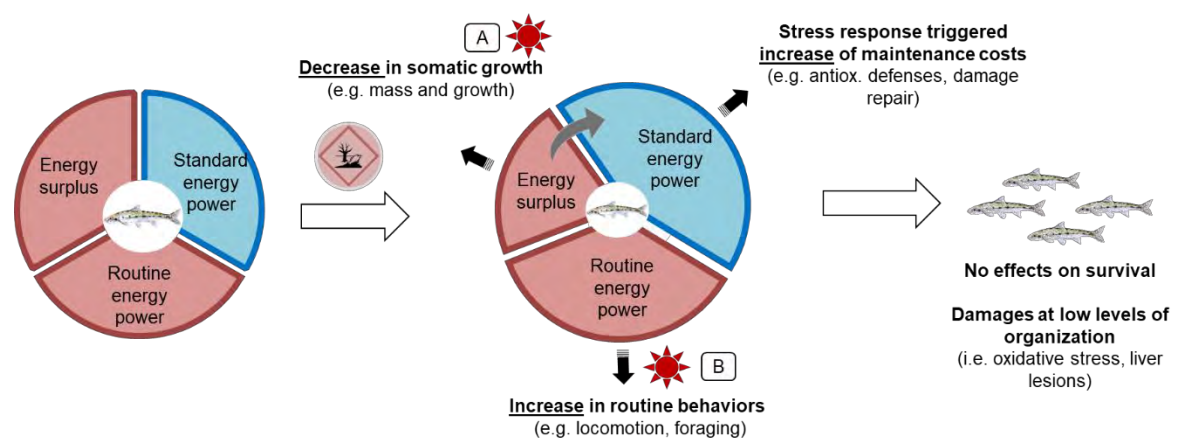 Energy
surplus
Standard
energy
power
Routine
energy
power
A
Decrease in somatic growth
(e.g. mass and growth)
Energy
surplus
Standard
energy
power
Routine
energy
power
Stress response triggered
increase of maintenance costs
(e.g. antiox. defenses, damage
repair)
B
Increase in routine behaviors
(e.g. locomotion, foraging)
No effects on survival
Damages at low levels of
organization
(i.e. oxidative stress, liver
lesions)